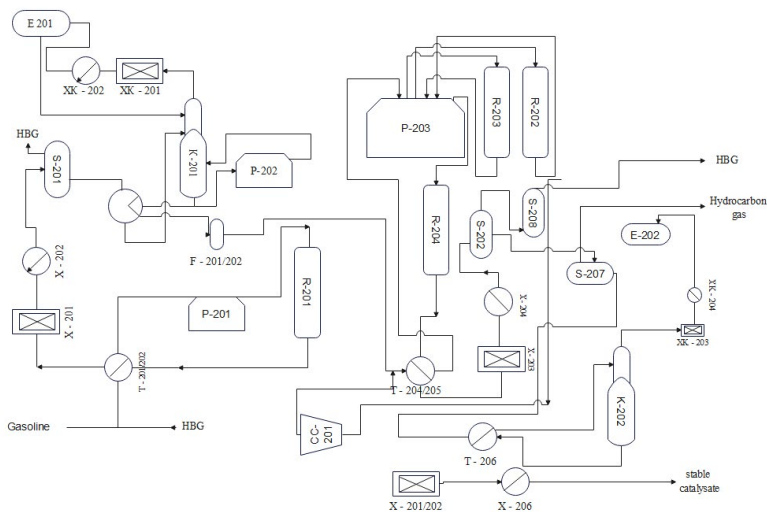 E 201
XK - 202
XK - 201
HBG
S-201
K-201
P-202
P-203
R-203
R-202
HBG
Hydrocarbon
gas
S-208
S-202
R-204
E-202
S-207
F - 201/202
X - 202
R-201
P-201
X - 201
X - 204
XK - 204
XK - 203
X - 203
T - 201/202
T - 204/205
K-202
Gasoline
HBG
CC-
201
T - 206
X - 201/202
X - 206
stable
catalysate